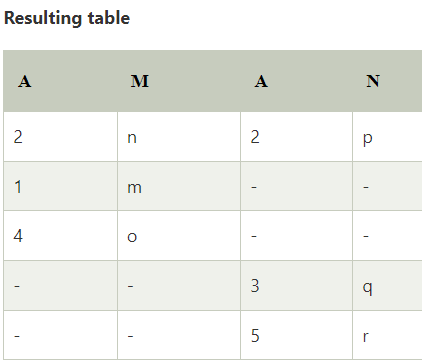 Resulting table
A M A N
2 n 2 p
1 m - -
4 o - -
- - 3 q
- - 5 r